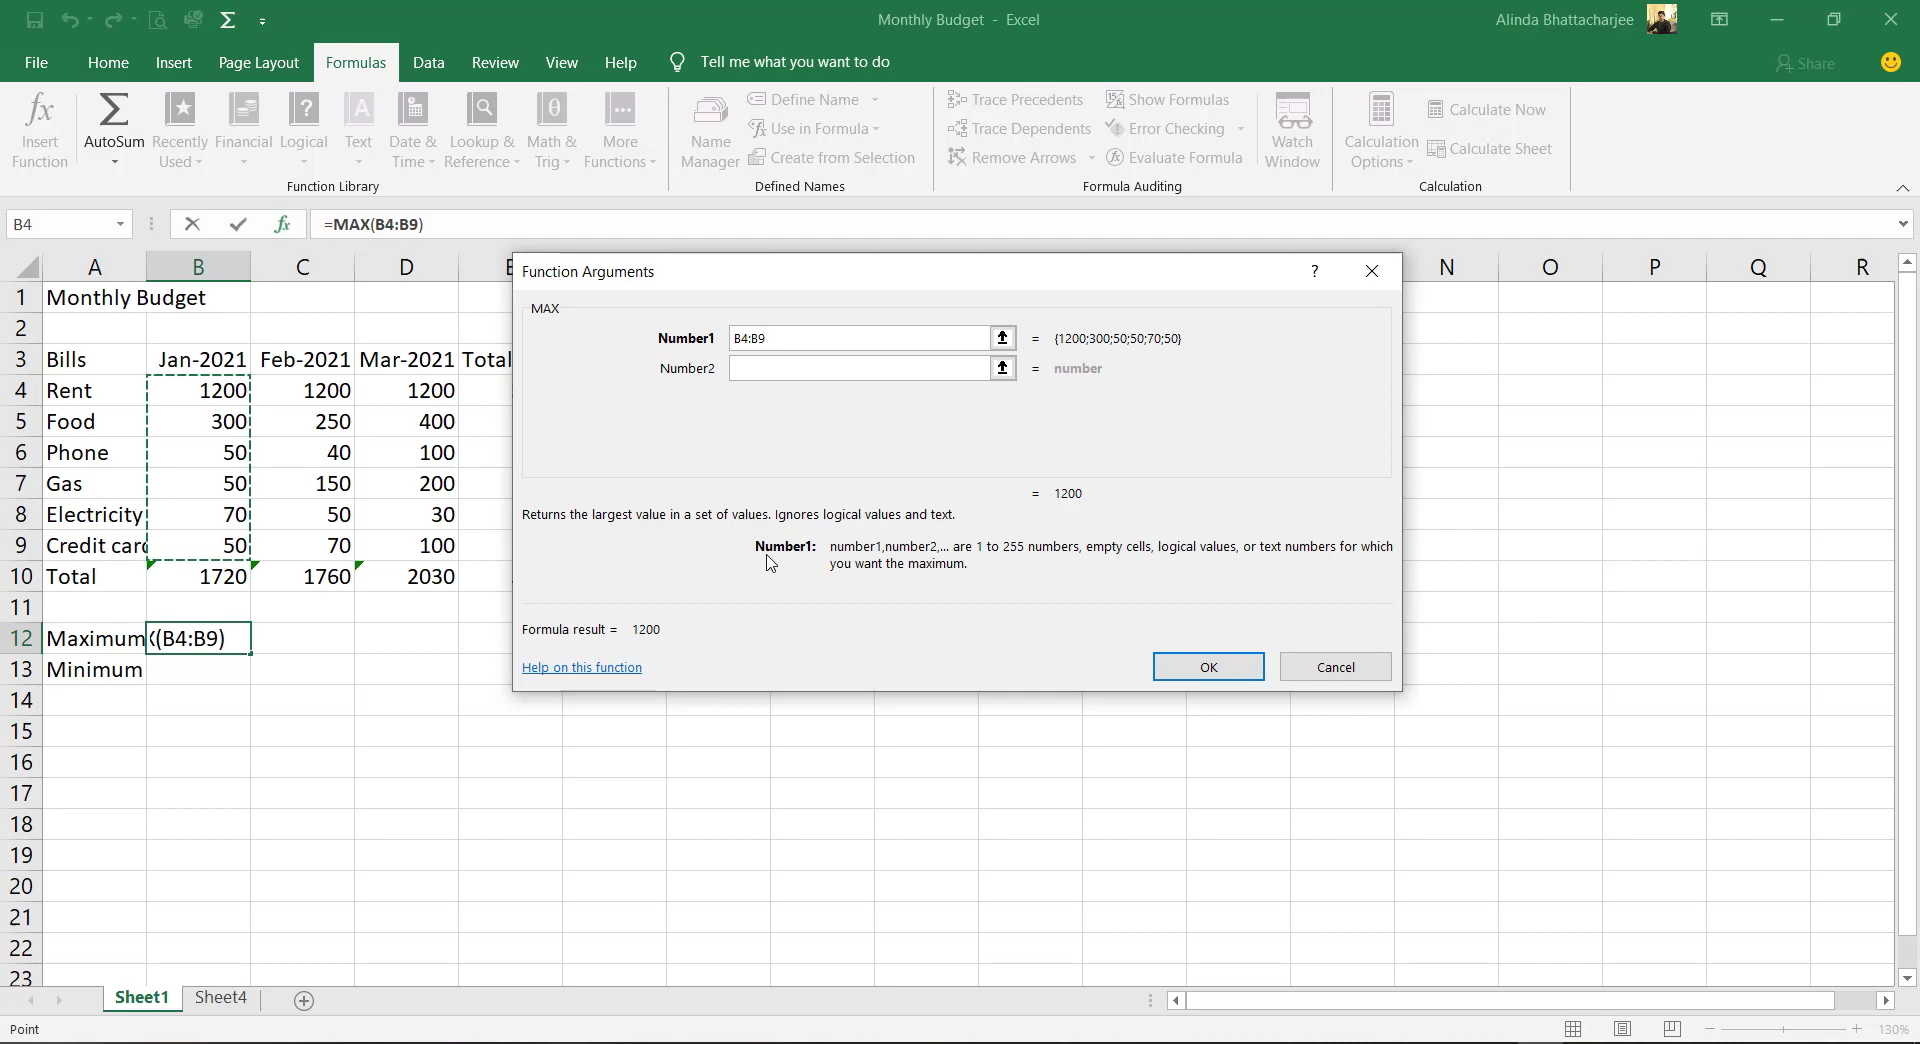 Monthly Budget - Excel
Alinda Bhattacharjee
File Home Insert Page Layout Formulas Data Review View Help Tell me what you want to do Share
Insert Function
AutoSum
Recently Used
Financial
Logical
Text
Date & Time
Lookup & Reference
Math & Trig
More Functions
Function Library
Name Manager
Define Name
Use in Formula
Create from Selection
Defined Names
Trace Precedents
Trace Dependents
Remove Arrows
Show Formulas
Error Checking
Evaluate Formula
Formula Auditing
Watch Window
Calculation Options
Calculate Now
Calculate Sheet
Calculation
B4 fx =MAX(B4:B9)
A B C D N O P Q R
1 Monthly Budget
2
3 Bills Jan-2021 Feb-2021 Mar-2021 Total
4 Rent 1200 1200 1200
5 Food 300 250 400
6 Phone 50 40 100
7 Gas 50 150 200
8 Electricity 70 50 30
9 Credit card 50 70 100
10 Total 1720 1760 2030
11
12 Maximum (B4:B9)
13 Minimum
14
15
16
17
18
19
20
21
22
23
Function Arguments ?
MAX
Number1 B4:B9 = {1200;300;50;50;70;50}
Number2 = number
= 1200
Returns the largest value in a set of values. Ignores logical values and text.
Number1: number1,number2,... are 1 to 255 numbers, empty cells, logical values, or text numbers for which
you want the maximum.
Formula result = 1200
Help on this function
OK Cancel
Sheet1 Sheet4
Point
130%